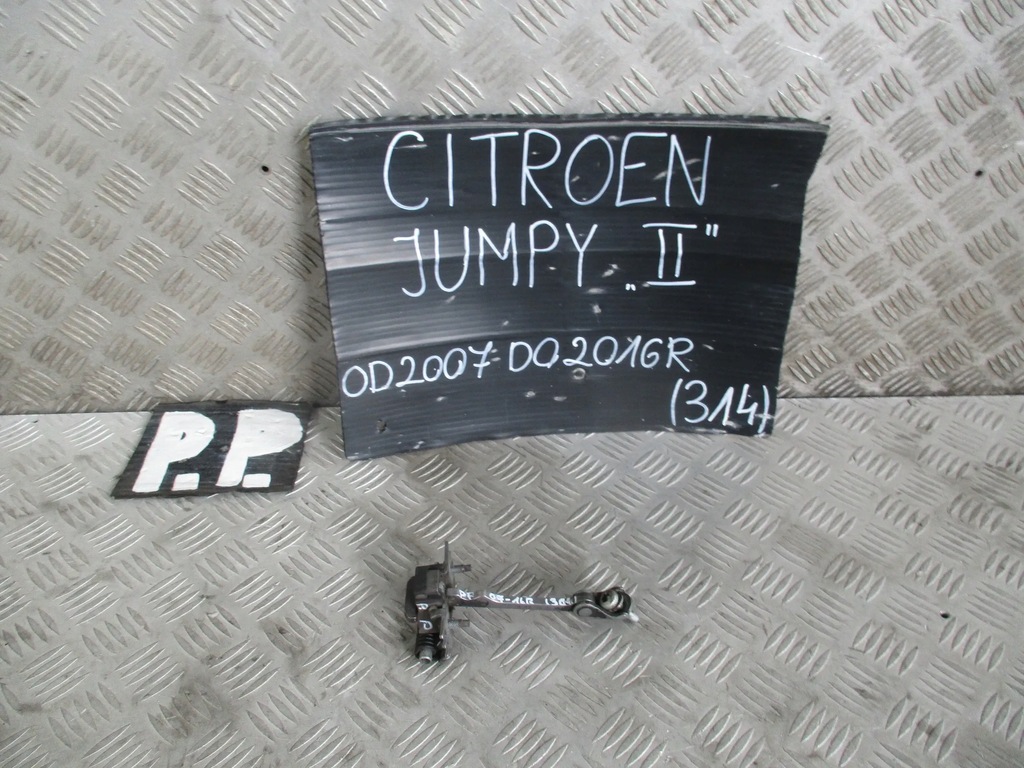 CITROEN
JUMPY „II"
OD2007 DO2016R
(314)
P.P.